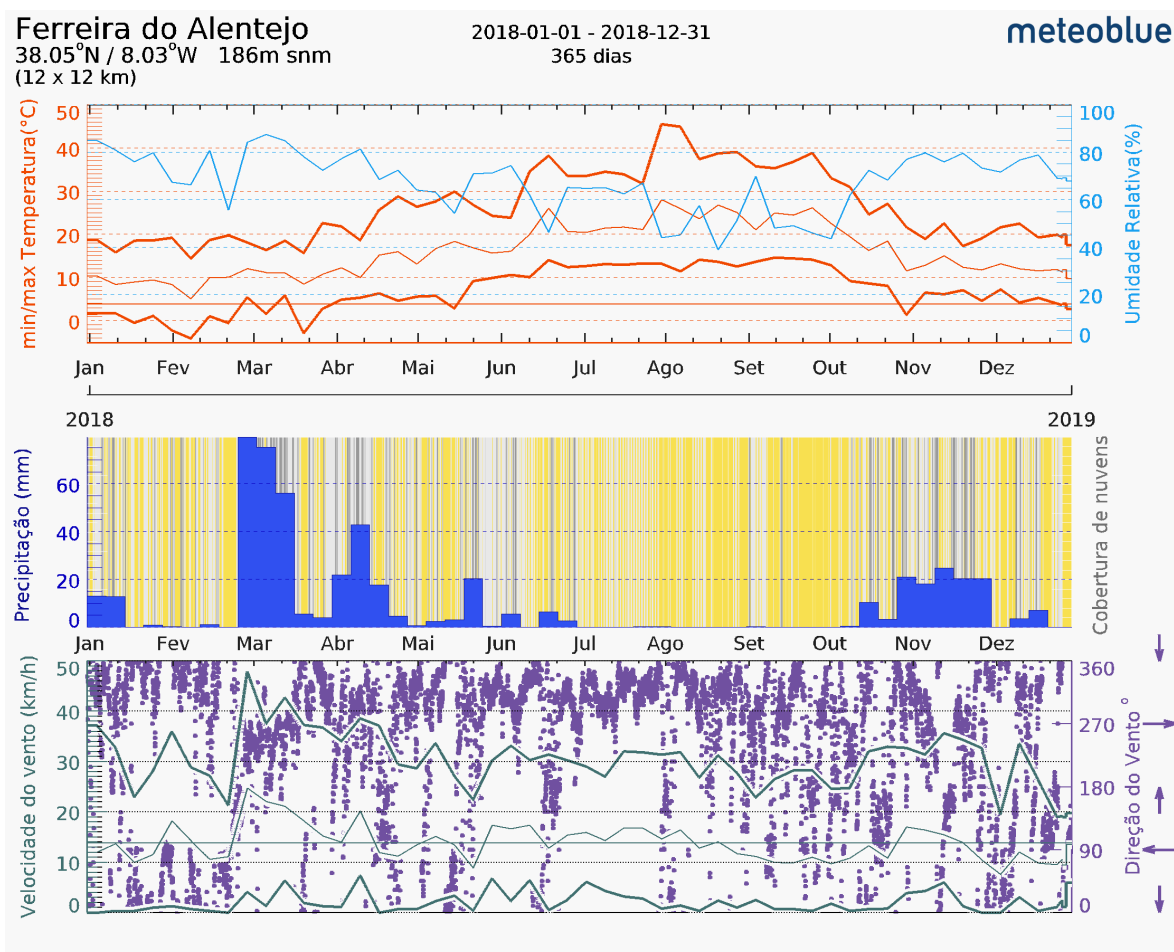 Ferreira do Alentejo
2018-01-01 - 2018-12-31
meteoblue
38.05°N / 8.03°W 186m snm
365 dias
(12 x 12 km)
min/max Temperatura(°C)
50
40
30
20
10
0
100
80
60
40
20
0
Umidade Relativa(%)
Jan Fev Mar Abr Mai Jun Jul Ago Set Out Nov Dez
2018 2019
Precipitação (mm)
60
40
20
0
Cobertura de nuvens
Jan Fev Mar Abr Mai Jun Jul Ago Set Out Nov Dez
Velocidade do vento (km/h)
50
40
30
20
10
0
360
270
180
90
0
Direção do Vento °